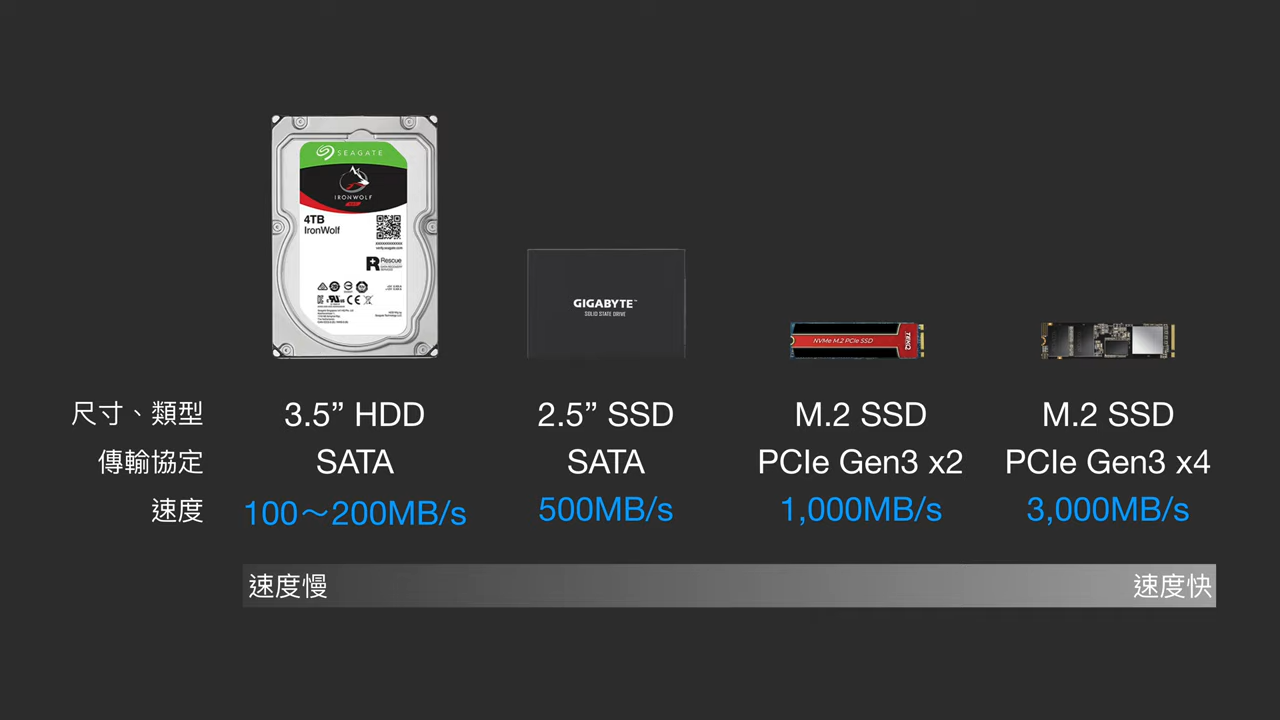 SEAGATE
IRONWOLF
4TB
IronWolf
Rescue
GIGABYTE™
SOLID STATE DRIVE
NVMe M.2 PCIe SSD
尺寸、類型 3.5” HDD 2.5” SSD M.2 SSD M.2 SSD
傳輸協定 SATA SATA PCIe Gen3 x2 PCIe Gen3 x4
速度 100～200MB/s 500MB/s 1,000MB/s 3,000MB/s
速度慢 速度快